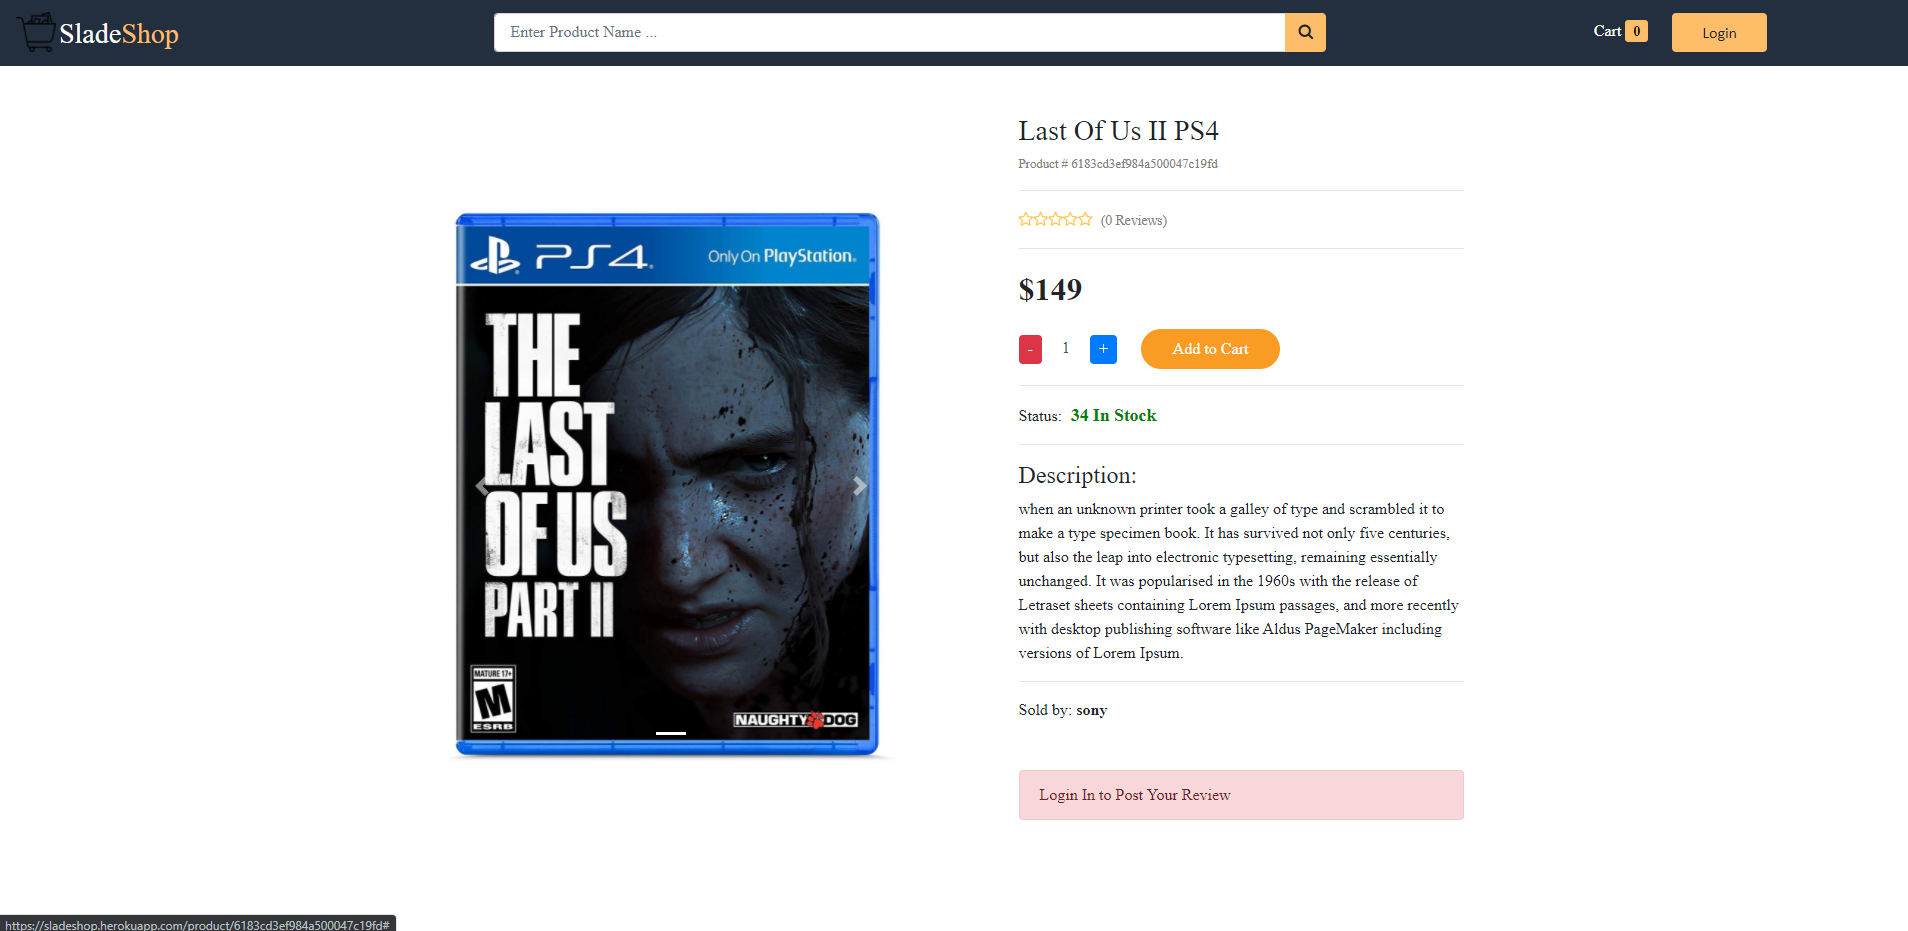 SladeShop
Enter Product Name ...
Cart 0
Login
PS4
Only On PlayStation
THE
LAST
OF US
PART II
MATURE 17+
M
ESRB
NAUGHTY DOG
Last Of Us II PS4
Product # 6183cd3ef984a500047c19fd
(0 Reviews)
$149
- 1 + Add to Cart
Status: 34 In Stock
Description:
when an unknown printer took a galley of type and scrambled it to
make a type specimen book. It has survived not only five centuries,
but also the leap into electronic typesetting, remaining essentially
unchanged. It was popularised in the 1960s with the release of
Letraset sheets containing Lorem Ipsum passages, and more recently
with desktop publishing software like Aldus PageMaker including
versions of Lorem Ipsum.
Sold by: sony
Login In to Post Your Review
https://sladeshop.herokuapp.com/product/6183cd3ef984a500047c19fd#